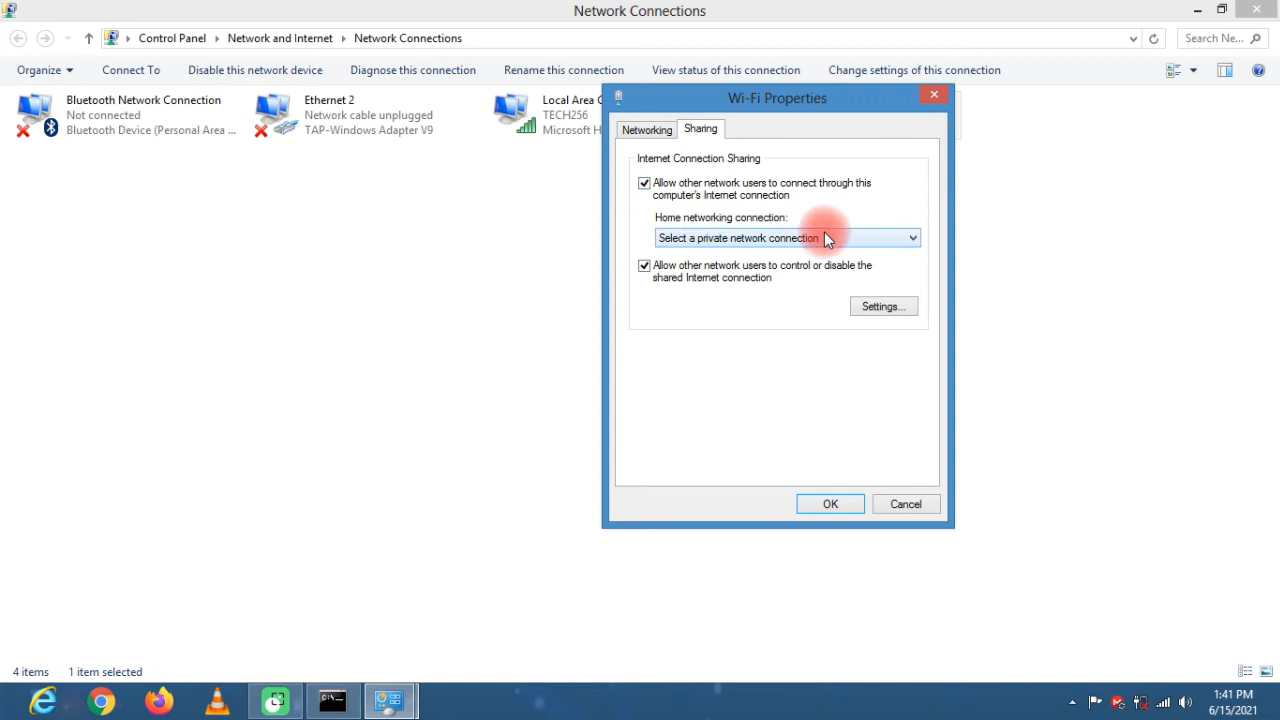 Network Connections
Control Panel
Network and Internet
Network Connections
Search Ne...
Organize
Connect To
Disable this network device
Diagnose this connection
Rename this connection
View status of this connection
Change settings of this connection
Bluetooth Network Connection
Not connected
Bluetooth Device (Personal Area ...
Ethernet 2
Network cable unplugged
TAP-Windows Adapter V9
Local Area
TECH256
Microsoft
Wi-Fi Properties
Networking
Sharing
Internet Connection Sharing
Allow other network users to connect through this
computer's Internet connection
Home networking connection:
Select a private network connection
Allow other network users to control or disable the
shared Internet connection
Settings...
OK
Cancel
4 items
1 item selected
C:\
1:41 PM
6/15/2021